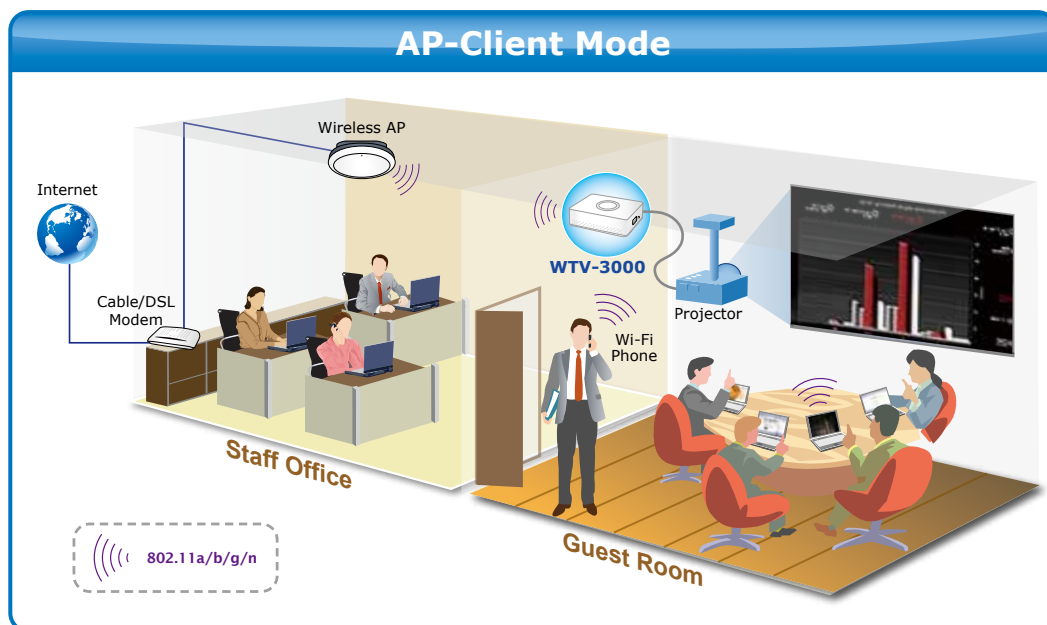 AP-Client Mode
Wireless AP
Internet
WTV-3000
Cable/DSL
Modem
Projector
Wi-Fi
Phone
Staff Office
Guest Room
802.11a/b/g/n